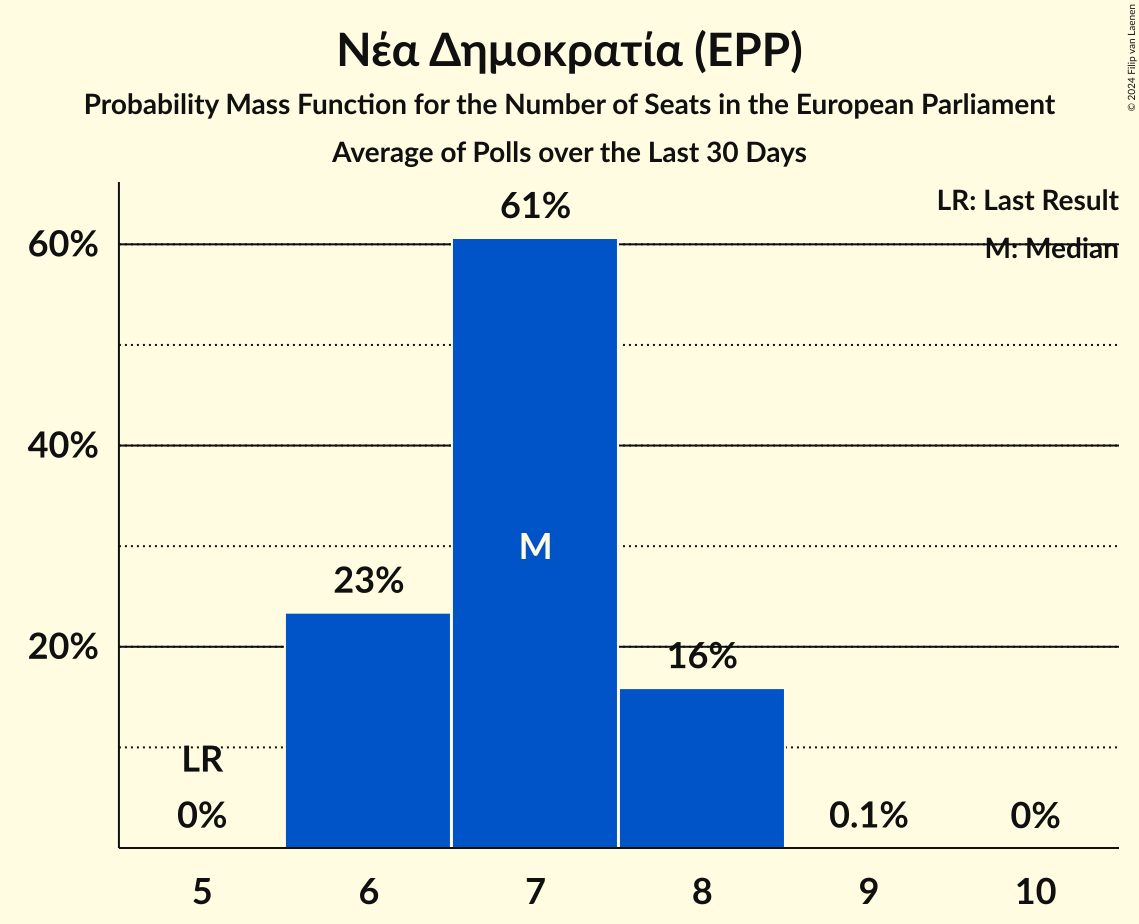 Νέα Δημοκρατία (EPP)
Probability Mass Function for the Number of Seats in the European Parliament
Average of Polls over the Last 30 Days
© 2024 Filip van Laenen
LR: Last Result
M: Median
60%
40%
20%
61%
M
23%
16%
LR
0%
0.1%
0%
5 6 7 8 9 10